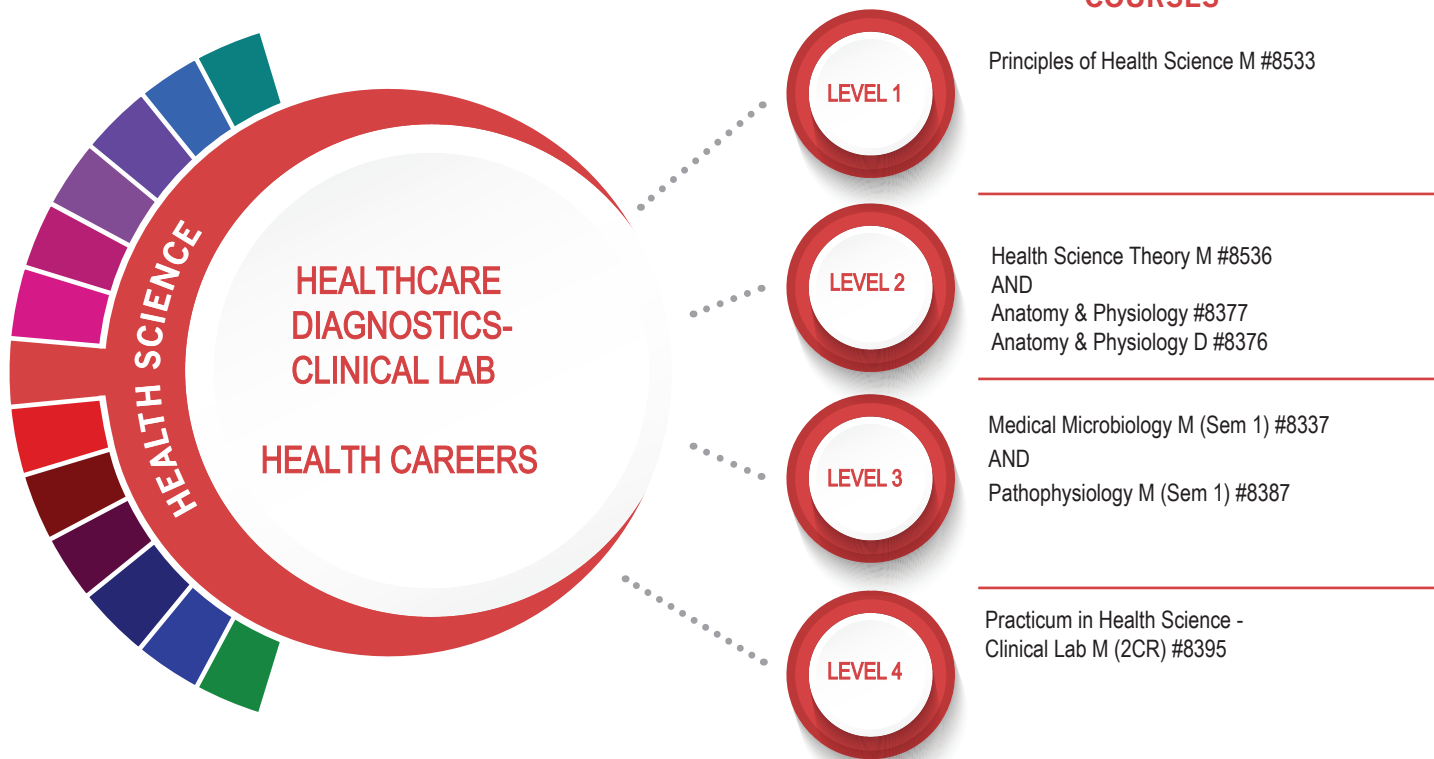 COURSES
HEALTH SCIENCE
HEALTHCARE
DIAGNOSTICS-
CLINICAL LAB
HEALTH CAREERS
LEVEL 1
Principles of Health Science M #8533
LEVEL 2
Health Science Theory M #8536
AND
Anatomy & Physiology #8377
Anatomy & Physiology D #8376
LEVEL 3
Medical Microbiology M (Sem 1) #8337
AND
Pathophysiology M (Sem 1) #8387
LEVEL 4
Practicum in Health Science -
Clinical Lab M (2CR) #8395